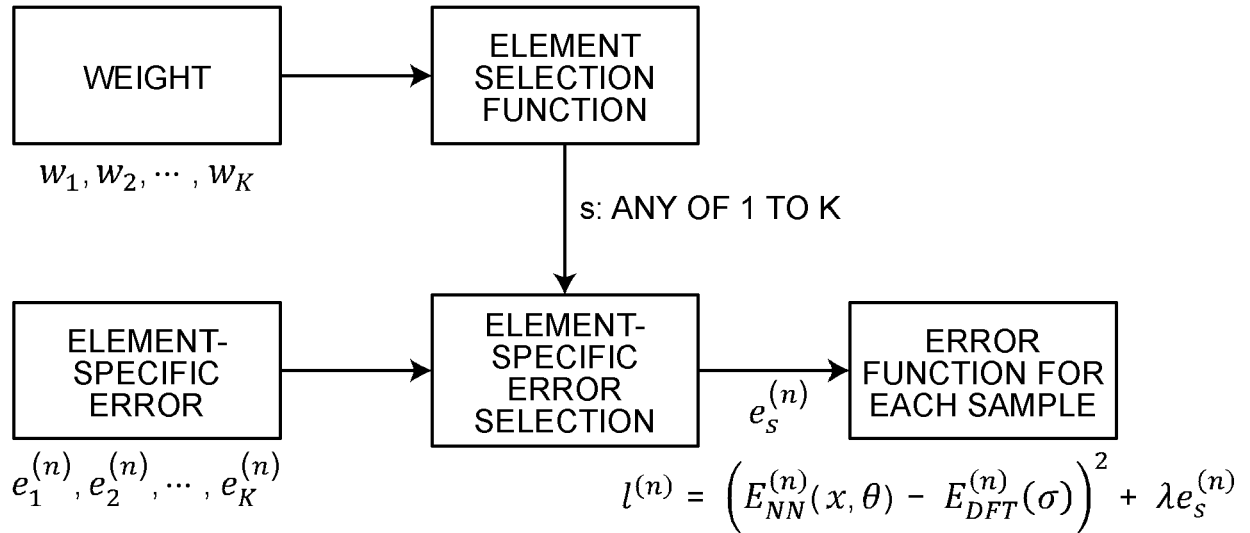 WEIGHT
w₁, w₂, ⋯ , w_K
ELEMENT
SELECTION
FUNCTION
s: ANY OF 1 TO K
ELEMENT-
SPECIFIC
ERROR
e₁⁽ⁿ⁾, e₂⁽ⁿ⁾, ⋯ , e_K⁽ⁿ⁾
ELEMENT-
SPECIFIC
ERROR
SELECTION
e_s⁽ⁿ⁾
ERROR
FUNCTION FOR
EACH SAMPLE
l⁽ⁿ⁾ = (E_NN⁽ⁿ⁾(x, θ) − E_DFT⁽ⁿ⁾(σ))² + λe_s⁽ⁿ⁾